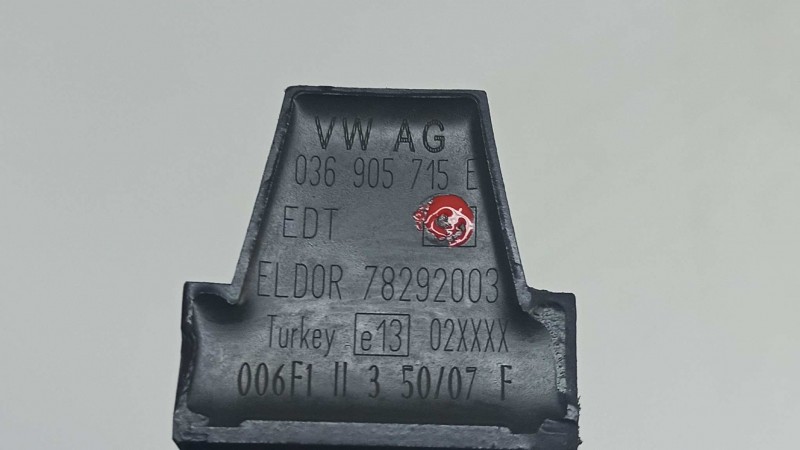 VW AG
036 905 715 E
EDT
ELDOR 78292003
Turkey e13 02XXXX
006F1 II 3 50/07 F